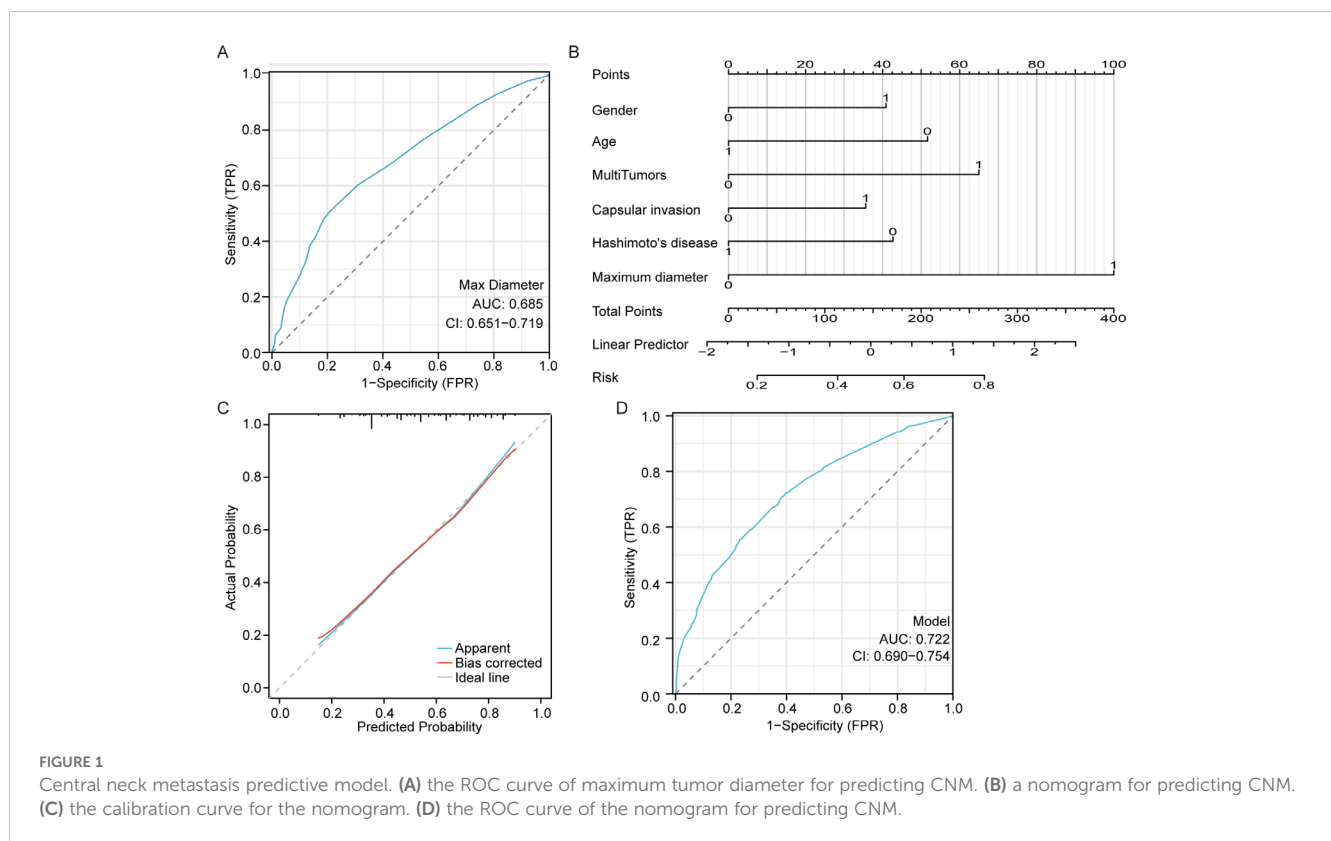 A
1.0
0.8
0.6
0.4
0.2
0.0
Sensitivity (TPR)
Max Diameter
AUC: 0.685
CI: 0.651−0.719
0.0 0.2 0.4 0.6 0.8 1.0
1−Specificity (FPR)
B
Points
0 20 40 60 80 100
Gender
0 1
Age
1 0
MultiTumors
0 1
Capsular invasion
0 1
Hashimoto's disease
1 0
Maximum diameter
0 1
Total Points
0 100 200 300 400
Linear Predictor
−2 −1 0 1 2
Risk
0.2 0.4 0.6 0.8
C
1.0
0.8
0.6
0.4
0.2
0.0
Actual Probability
Apparent
Bias corrected
Ideal line
0.0 0.2 0.4 0.6 0.8 1.0
Predicted Probability
D
1.0
0.8
0.6
0.4
0.2
0.0
Sensitivity (TPR)
Model
AUC: 0.722
CI: 0.690−0.754
0.0 0.2 0.4 0.6 0.8 1.0
1−Specificity (FPR)
FIGURE 1
Central neck metastasis predictive model. (A) the ROC curve of maximum tumor diameter for predicting CNM. (B) a nomogram for predicting CNM.
(C) the calibration curve for the nomogram. (D) the ROC curve of the nomogram for predicting CNM.